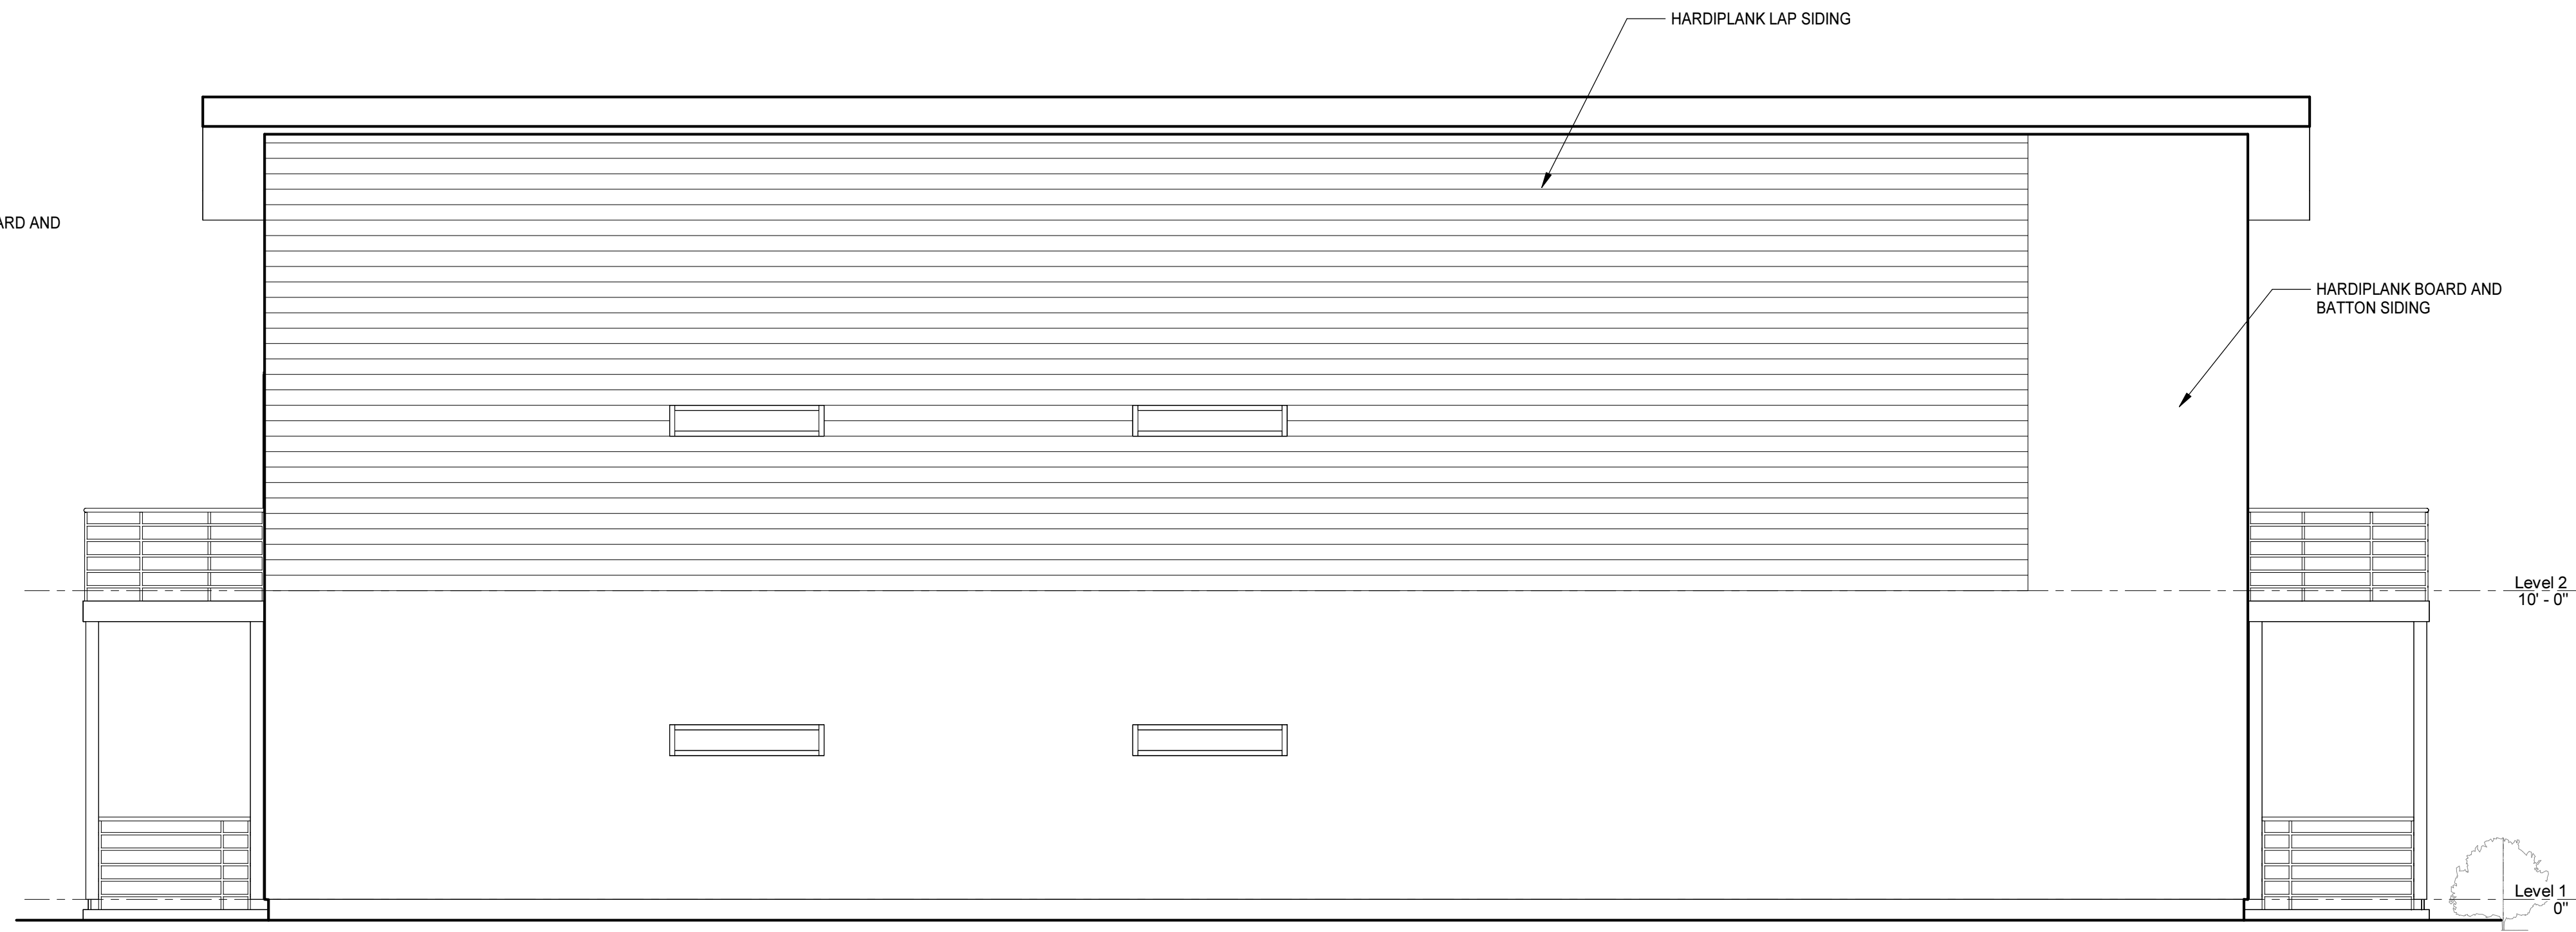 HARDIPLANK LAP SIDING
ARD AND
HARDIPLANK BOARD AND
BATTON SIDING
Level 2
10' - 0"
Level 1
0"